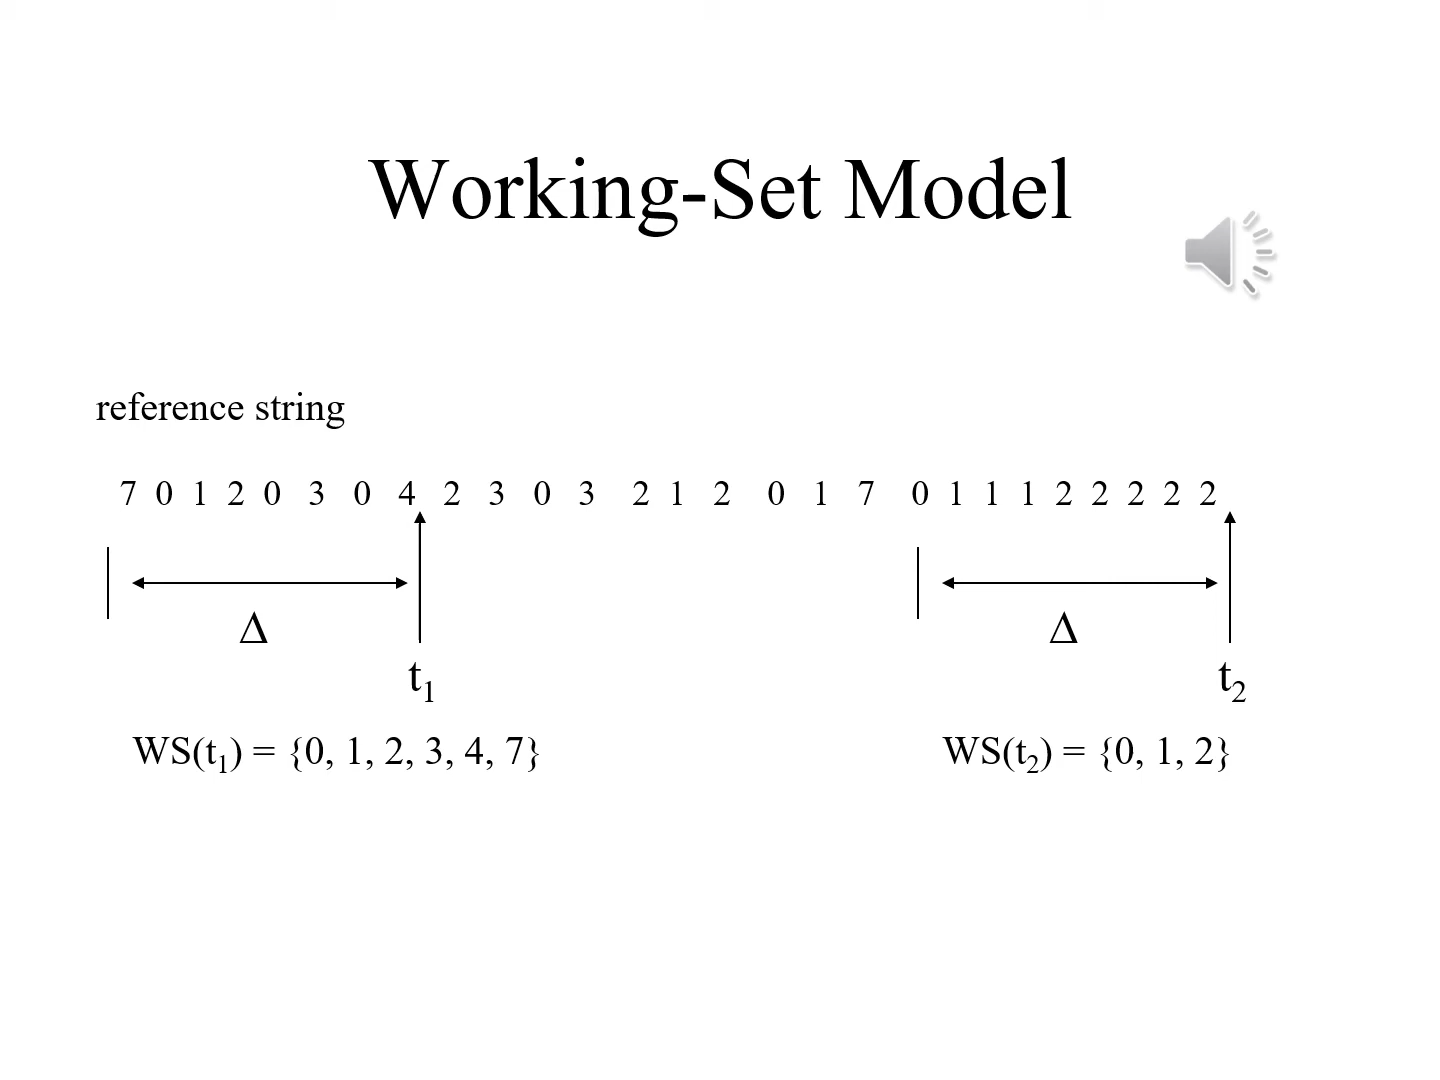 Working-Set Model
reference string
7 0 1 2 0 3 0 4 2 3 0 3 2 1 2 0 1 7 0 1 1 1 2 2 2 2 2
Δ Δ
t₁ t₂
WS(t₁) = {0, 1, 2, 3, 4, 7} WS(t₂) = {0, 1, 2}